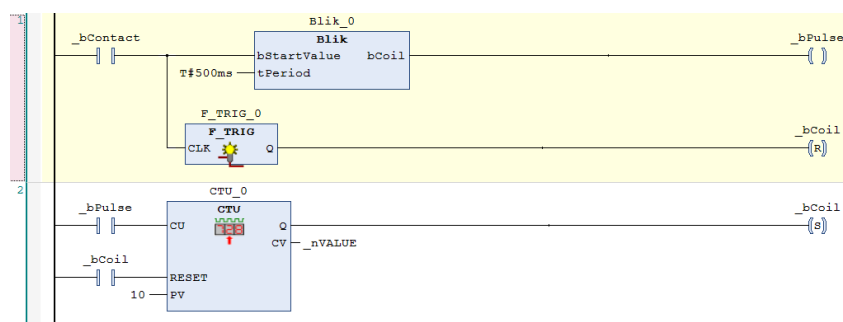 1
Blik_0
_bContact
Blik
_bPulse
bStartValue bCoil
T#500ms
tPeriod
F_TRIG_0
F_TRIG
_bCoil
CLK Q
R
2
CTU_0
_bPulse
CTU
_bCoil
CU Q
S
CV _nVALUE
_bCoil
RESET
10 PV